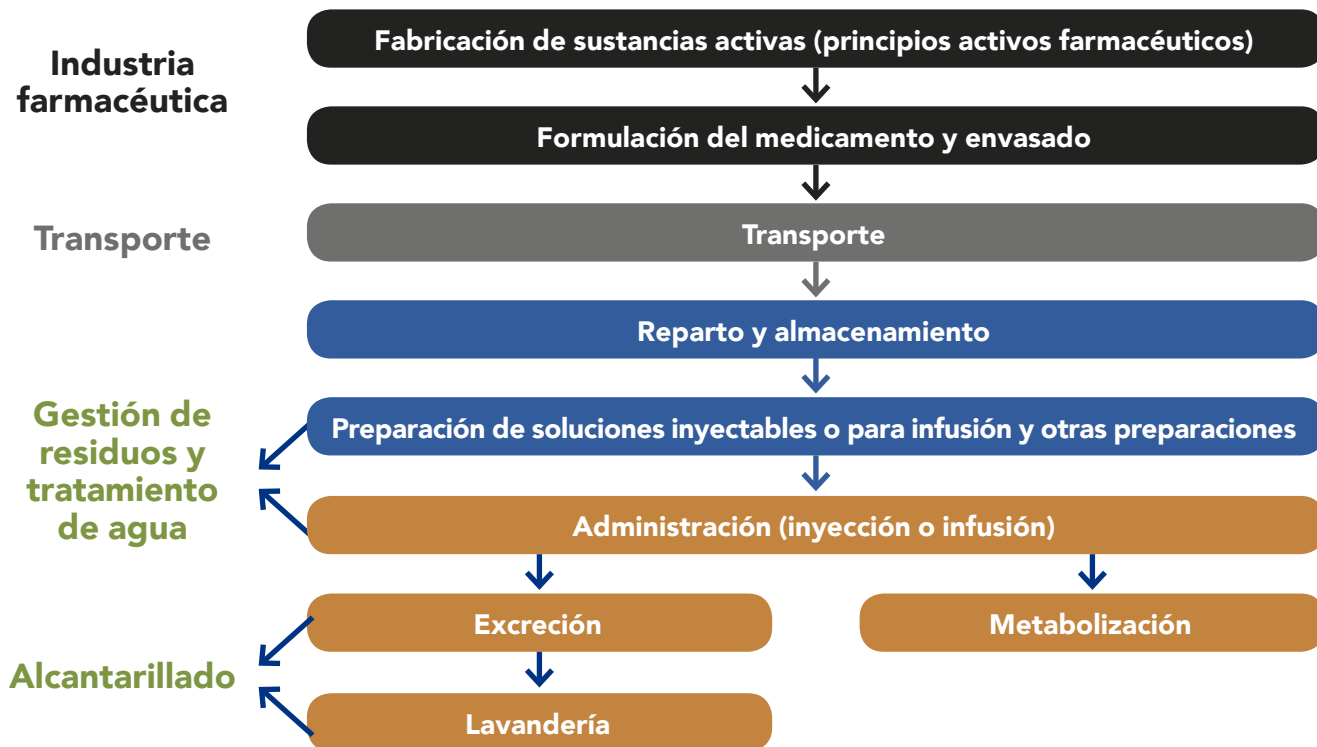 Industria
farmacéutica
Fabricación de sustancias activas (principios activos farmacéuticos)
Formulación del medicamento y envasado
Transporte
Transporte
Reparto y almacenamiento
Gestión de
residuos y
tratamiento
de agua
Preparación de soluciones inyectables o para infusión y otras preparaciones
Administración (inyección o infusión)
Excreción
Metabolización
Alcantarillado
Lavandería